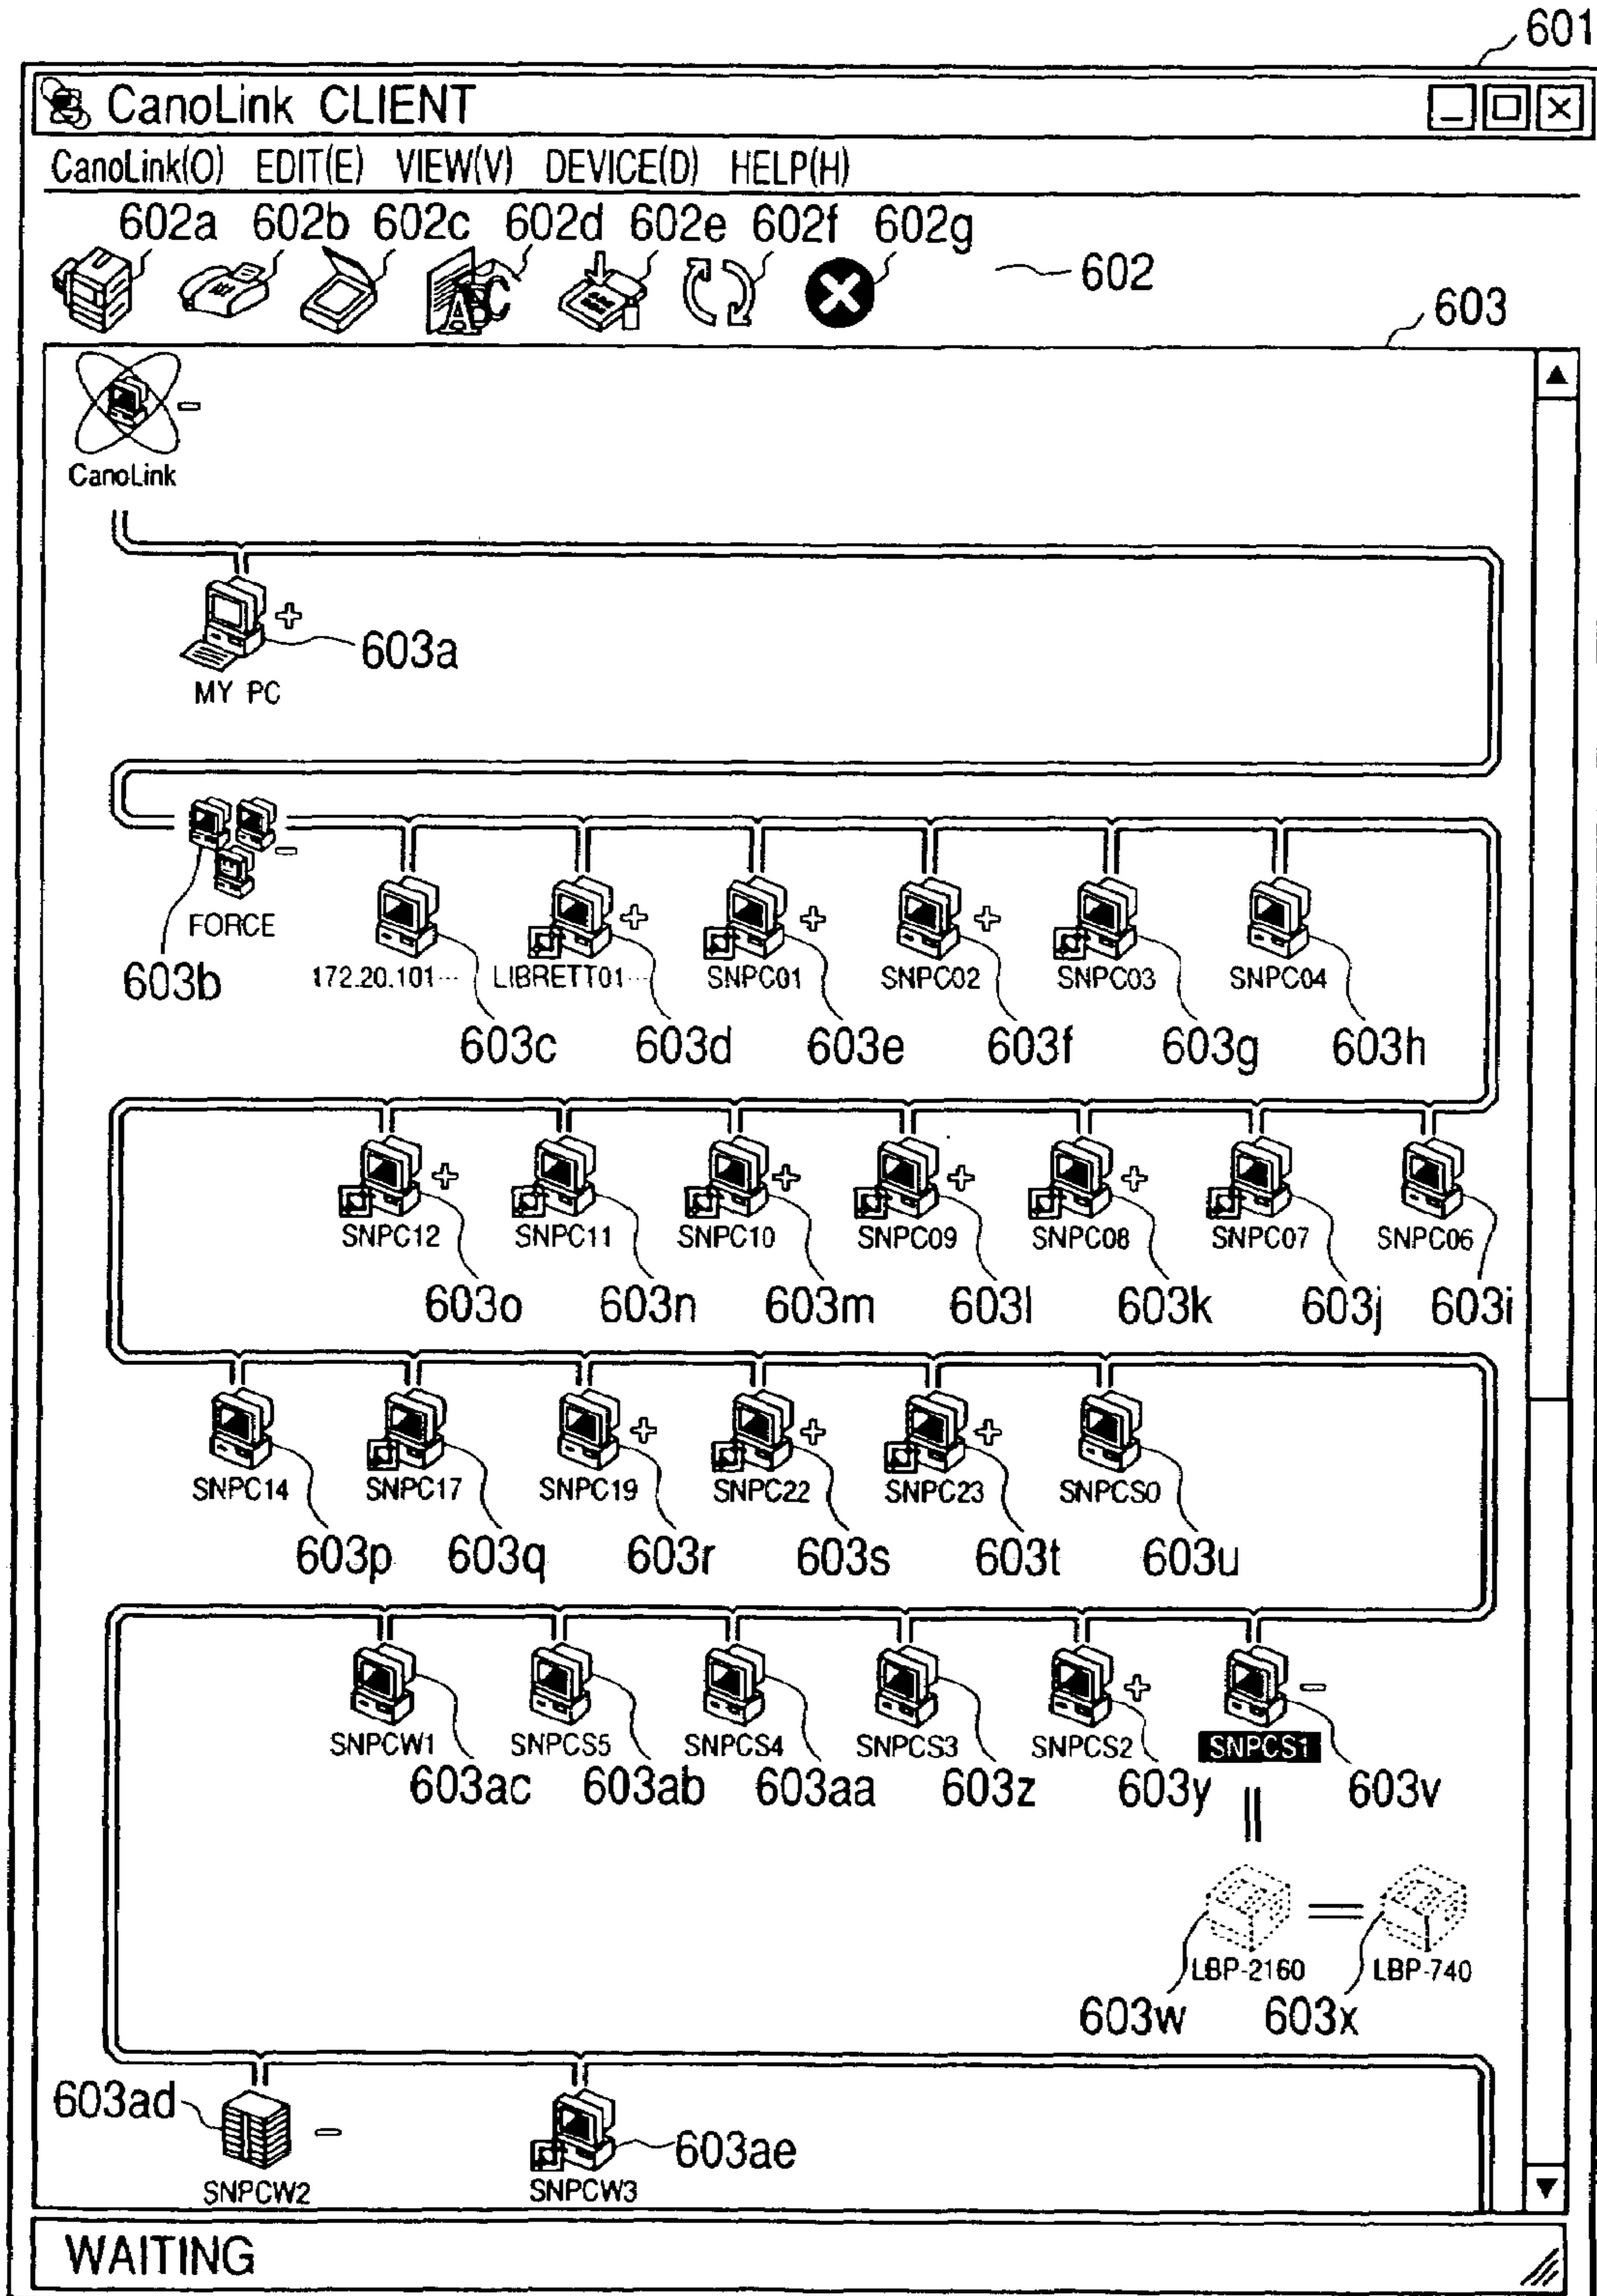 601
CanoLink CLIENT
CanoLink(O) EDIT(E) VIEW(V) DEVICE(D) HELP(H)
602a 602b 602c 602d 602e 602f 602g
602
603
CanoLink
603a
MY PC
FORCE
603b
172.20.101... LIBRETT01... SNPC01 SNPC02 SNPC03 SNPC04
603c 603d 603e 603f 603g 603h
SNPC12 SNPC11 SNPC10 SNPC09 SNPC08 SNPC07 SNPC06
603o 603n 603m 603l 603k 603j 603i
SNPC14 SNPC17 SNPC19 SNPC22 SNPC23 SNPCS0
603p 603q 603r 603s 603t 603u
SNPCW1 SNPCS5 SNPCS4 SNPCS3 SNPCS2 SNPCS1
603ac 603ab 603aa 603z 603y 603v
LBP-2160 LBP-740
603w 603x
603ad
603ae
SNPCW2 SNPCW3
WAITING